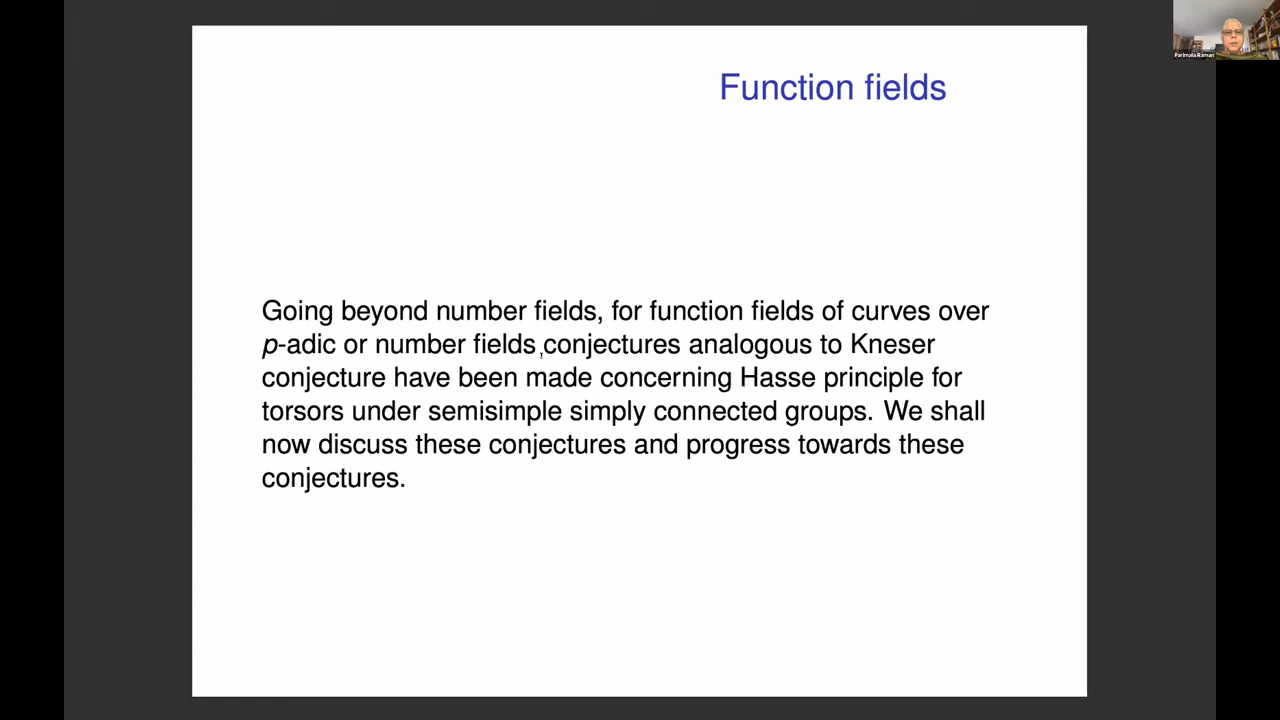 Function fields
Parimala Raman
Going beyond number fields, for function fields of curves over
p-adic or number fields, conjectures analogous to Kneser
conjecture have been made concerning Hasse principle for
torsors under semisimple simply connected groups. We shall
now discuss these conjectures and progress towards these
conjectures.